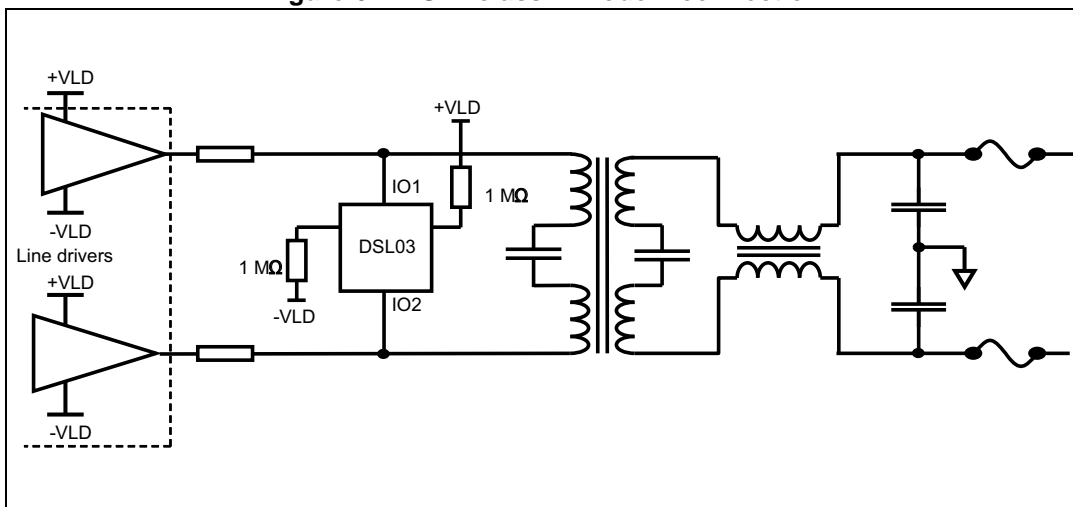 +VLD
+VLD
IO1
1 MΩ
-VLD
DSL03
Line drivers
1 MΩ
+VLD
IO2
-VLD
-VLD